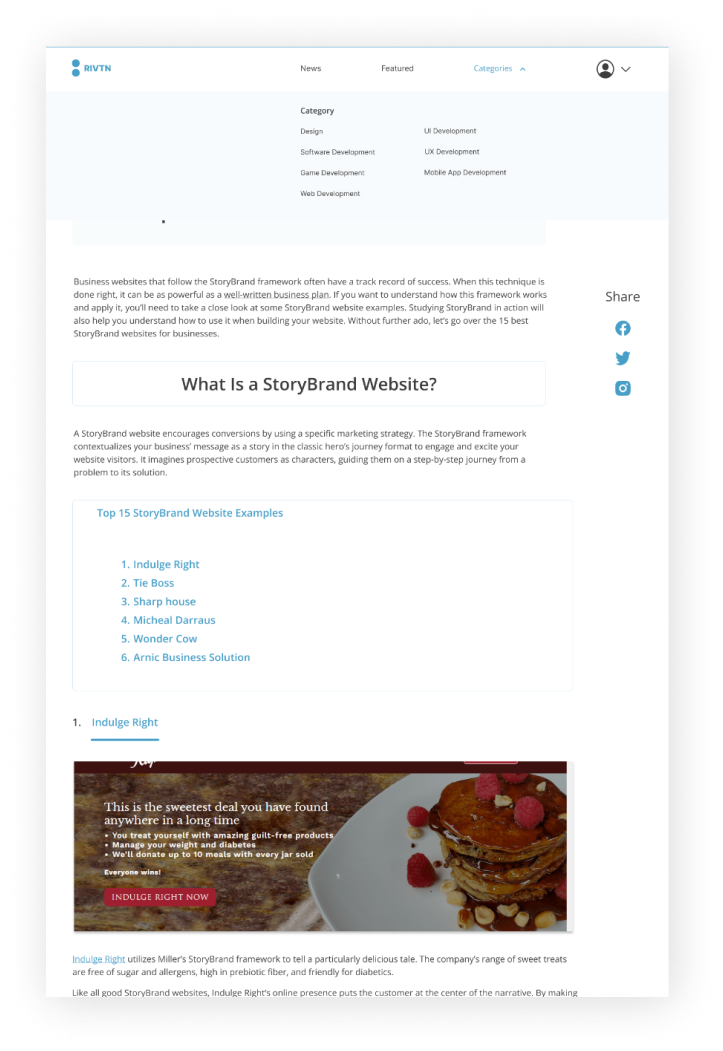 RIVTN
News
Featured
Categories
Category
Design
UI Development
Software Development
UX Development
Game Development
Mobile App Development
Web Development
Business websites that follow the StoryBrand framework often have a track record of success. When this technique is
done right, it can be as powerful as a well-written business plan. If you want to understand how this framework works
and apply it, you'll need to take a close look at some StoryBrand website examples. Studying StoryBrand in action will
also help you understand how to use it when building your website. Without further ado, let's go over the 15 best
StoryBrand websites for businesses.
Share
What Is a StoryBrand Website?
A StoryBrand website encourages conversions by using a specific marketing strategy. The StoryBrand framework
contextualizes your business' message as a story in the classic hero's journey format to engage and excite your
website visitors. It imagines prospective customers as characters, guiding them on a step-by-step journey from a
problem to its solution.
Top 15 StoryBrand Website Examples
1. Indulge Right
2. Tie Boss
3. Sharp house
4. Micheal Darraus
5. Wonder Cow
6. Arnic Business Solution
1. Indulge Right
This is the sweetest deal you have found
anywhere in a long time
• You treat yourself with amazing guilt-free products
• Manage your weight and diabetes
• We'll donate up to 10 meals with every jar sold
Everyone wins!
INDULGE RIGHT NOW
Indulge Right utilizes Miller's StoryBrand framework to tell a particularly delicious tale. The company's range of sweet treats
are free of sugar and allergens, high in prebiotic fiber, and friendly for diabetics.
Like all good StoryBrand websites, Indulge Right's online presence puts the customer at the center of the narrative. By making